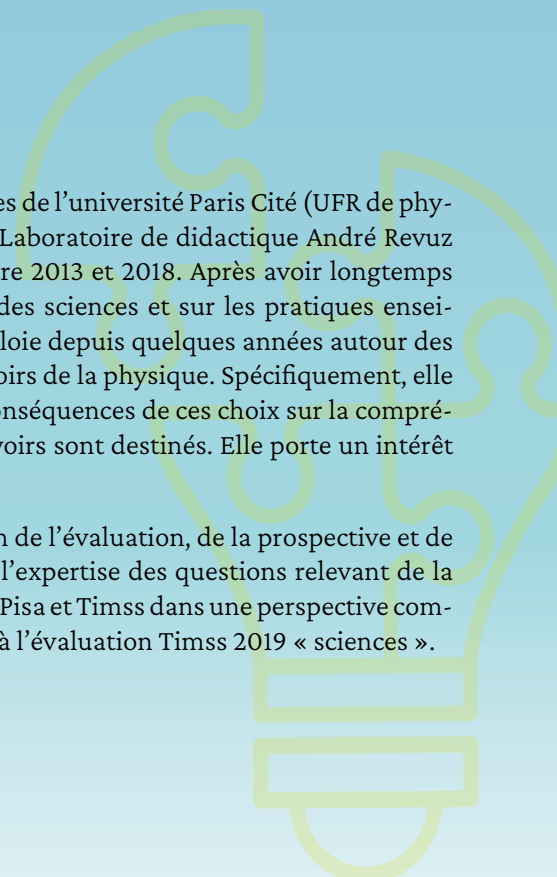 es de l’université Paris Cité (UFR de phy-
Laboratoire de didactique André Revuz
re 2013 et 2018. Après avoir longtemps
des sciences et sur les pratiques ensei-
loie depuis quelques années autour des
oirs de la physique. Spécifiquement, elle
onséquences de ces choix sur la compré-
voirs sont destinés. Elle porte un intérêt
n de l’évaluation, de la prospective et de
l’expertise des questions relevant de la
Pisa et Timss dans une perspective com-
à l’évaluation Timss 2019 « sciences ».